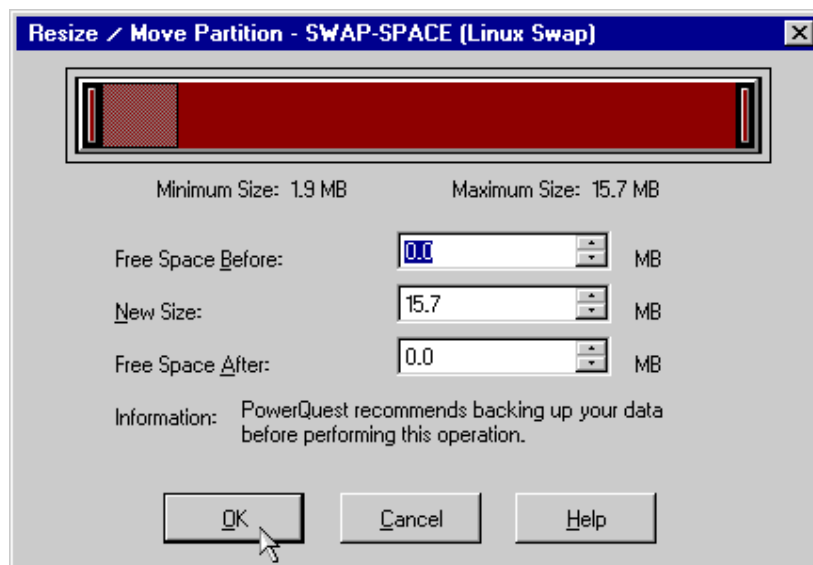 Resize / Move Partition - SWAP-SPACE (Linux Swap)
Minimum Size: 1.9 MB Maximum Size: 15.7 MB
Free Space Before: 0.0 MB
New Size: 15.7 MB
Free Space After: 0.0 MB
Information: PowerQuest recommends backing up your data
before performing this operation.
OK Cancel Help